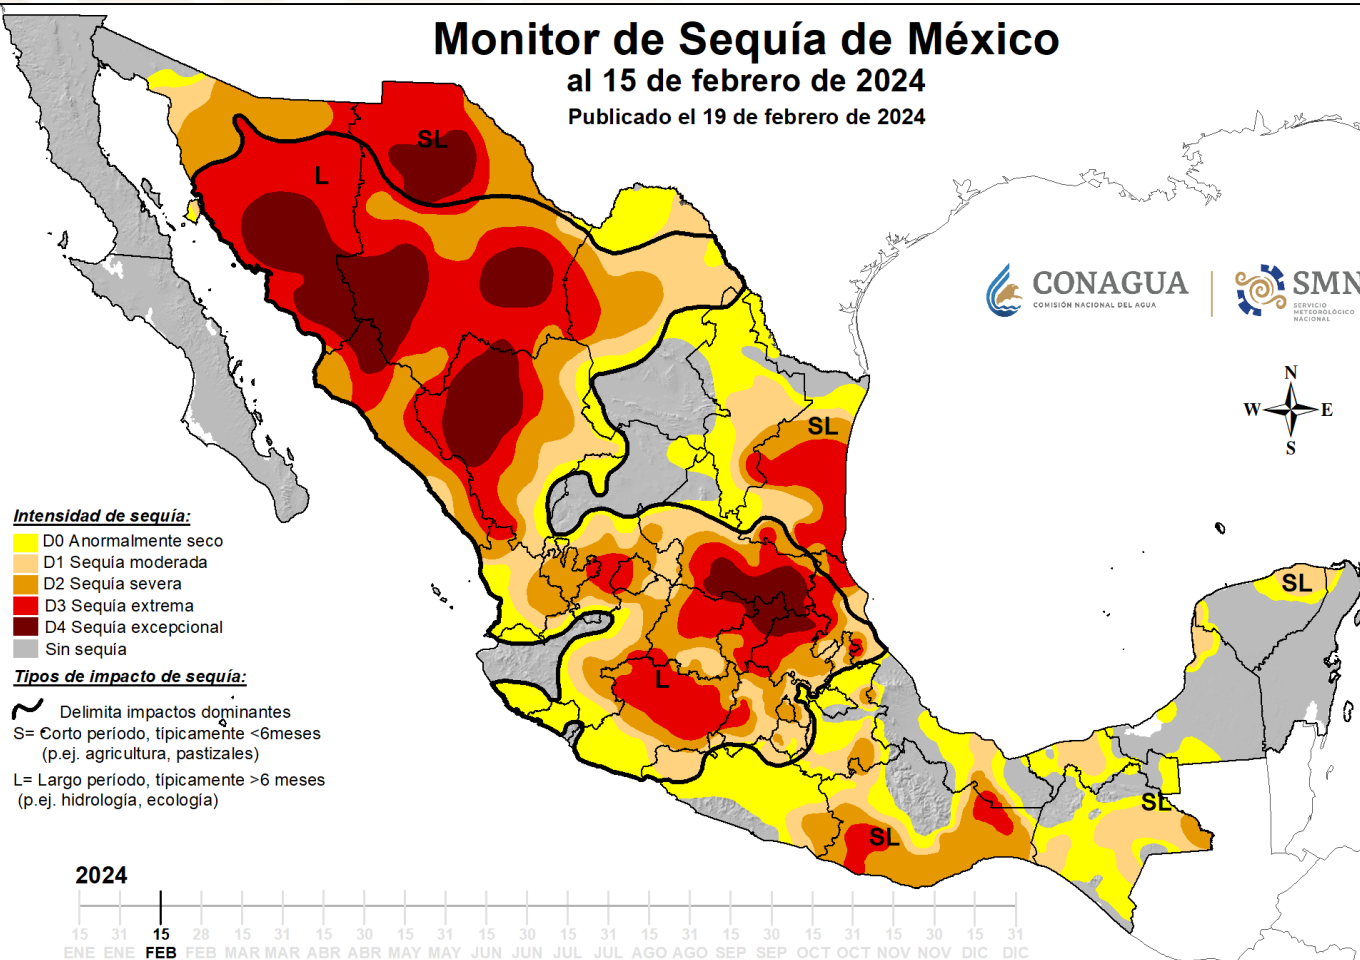 Monitor de Sequía de México
al 15 de febrero de 2024
Publicado el 19 de febrero de 2024
SL
L
CONAGUA
COMISIÓN NACIONAL DEL AGUA
SMN
SERVICIO
METEOROLÓGICO
NACIONAL
N
W
E
S
SL
Intensidad de sequía:
D0 Anormalmente seco
D1 Sequía moderada
D2 Sequía severa
D3 Sequía extrema
D4 Sequía excepcional
Sin sequía
SL
L
Tipos de impacto de sequía:
Delimita impactos dominantes
S= Corto período, típicamente <6meses
(p.ej. agricultura, pastizales)
L= Largo período, típicamente >6 meses
(p.ej. hidrología, ecología)
SL
SL
2024
15 31 15 28 15 31 15 30 15 31 15 30 15 31 15 31 15 30 15 31 15 30 15 31
ENE ENE FEB FEB MAR MAR ABR ABR MAY MAY JUN JUN JUL JUL AGO AGO SEP SEP OCT OCT NOV NOV DIC DIC